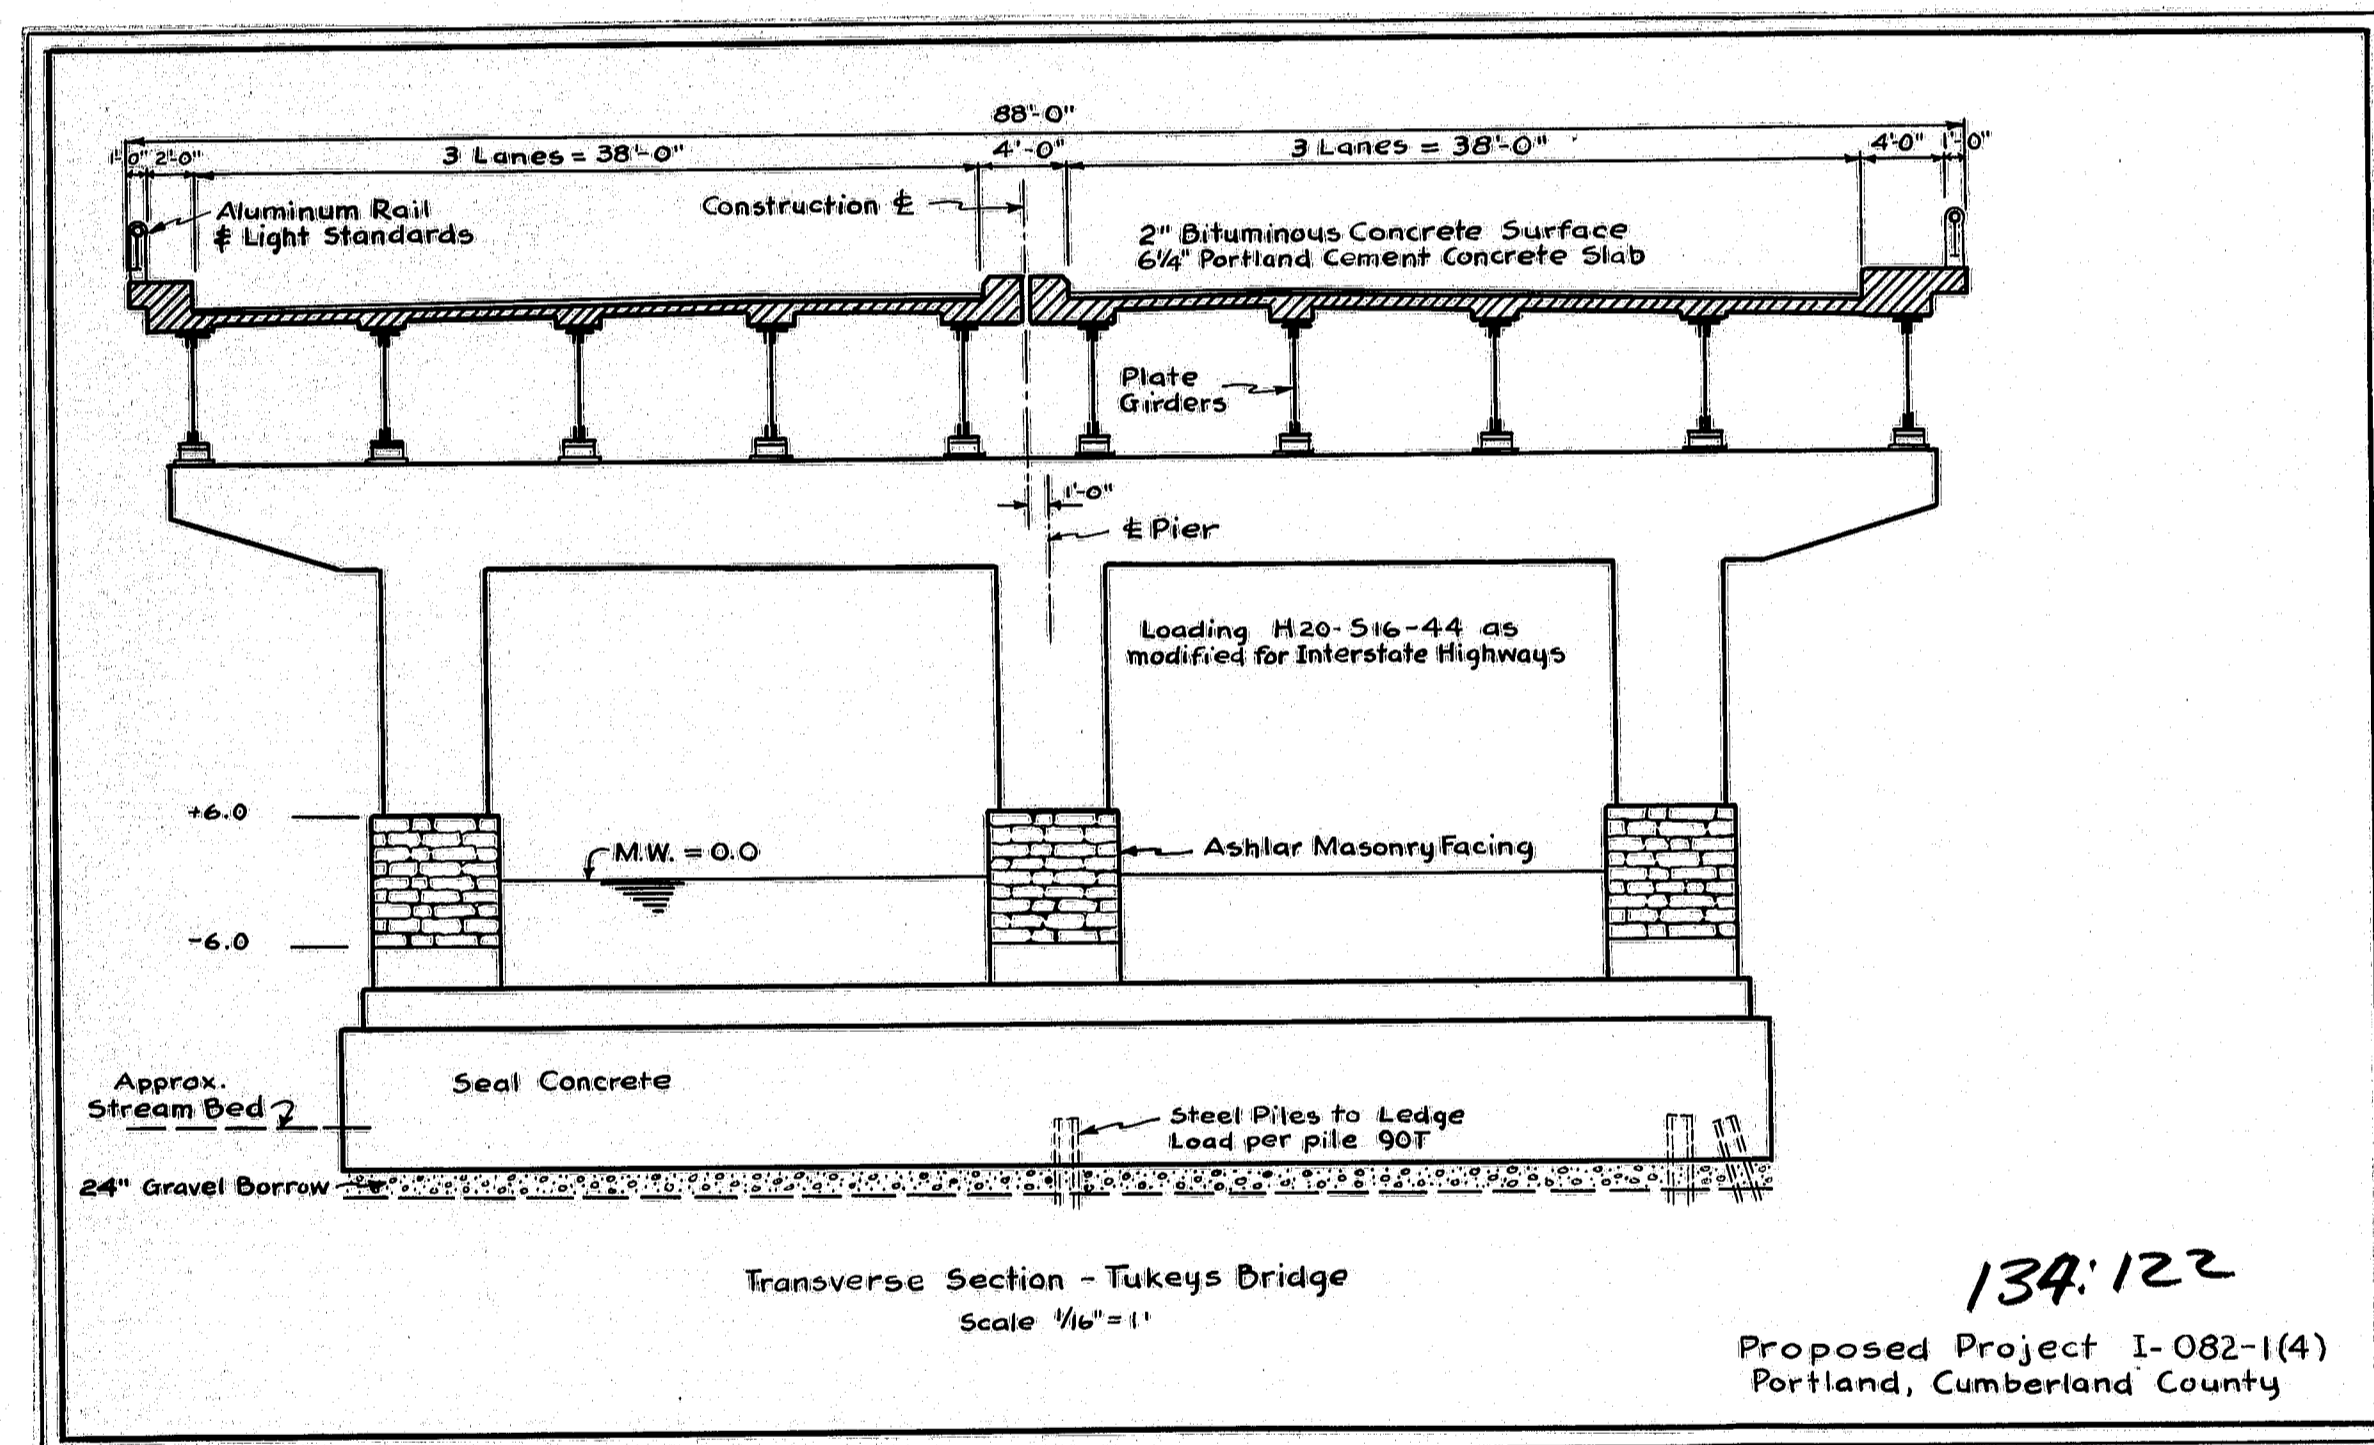 88'-0"
1'-0" 2'-0" 3 Lanes = 38'-0" 4'-0" 3 Lanes = 38'-0" 4'-0" 1'-0"
Aluminum Rail
& Light Standards
Construction ℄
2" Bituminous Concrete Surface
6 1/4" Portland Cement Concrete Slab
Plate
Girders
1'-0"
℄ Pier
Loading H20-S16-44 as
modified for Interstate Highways
+6.0
M.W. = 0.0
Ashlar Masonry Facing
-6.0
Seal Concrete
Approx.
Stream Bed
Steel Piles to Ledge
Load per pile 90T
24" Gravel Borrow
Transverse Section - Tukeys Bridge
Scale 1/16" = 1'
134:122
Proposed Project I-082-1(4)
Portland, Cumberland County